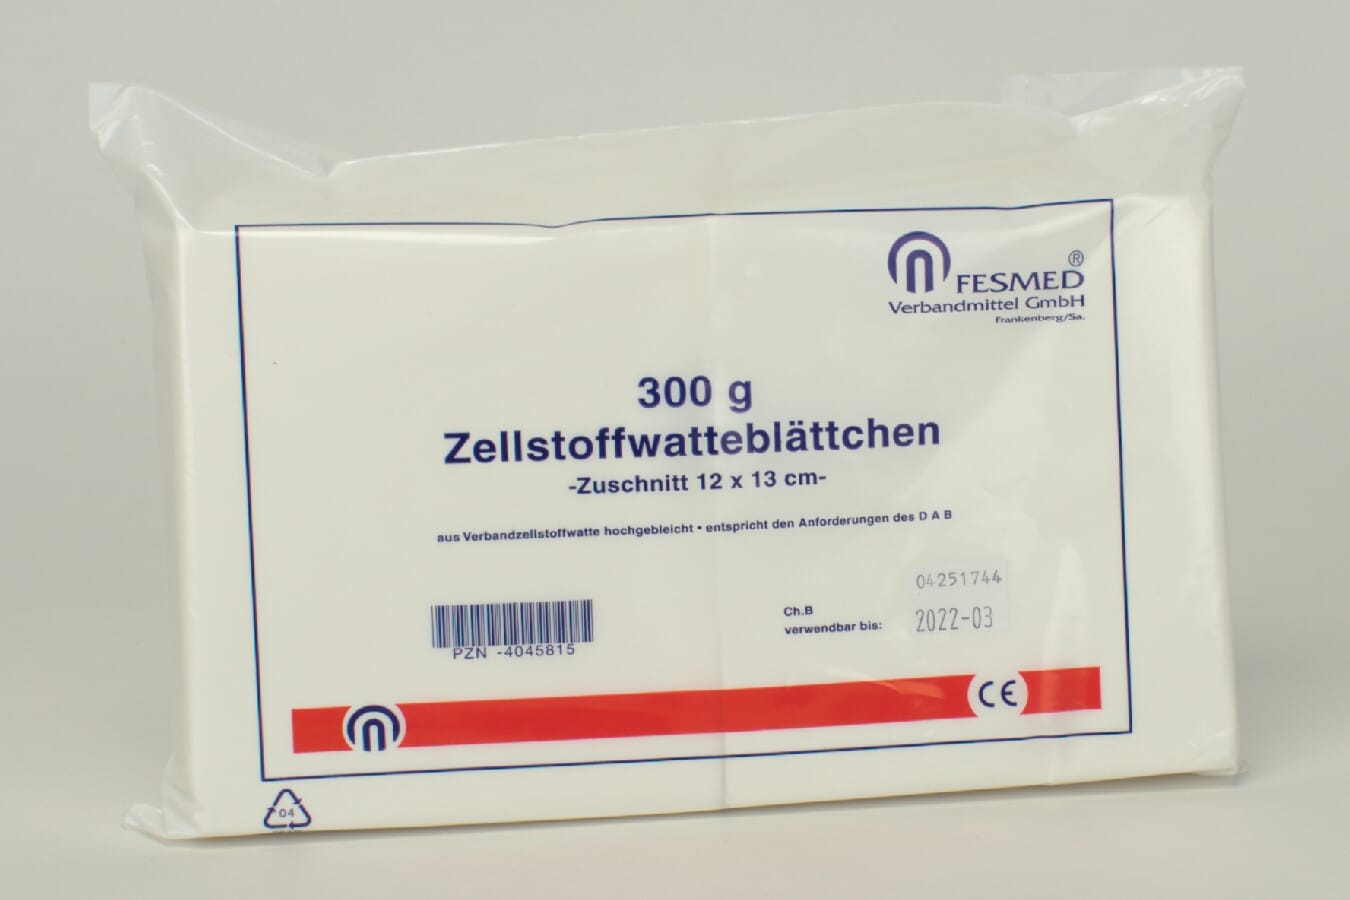 FESMED®
Verbandmittel GmbH
Frankenberg/Sa.
300 g
Zellstoffwatteblättchen
-Zuschnitt 12 x 13 cm-
aus Verbandzellstoffwatte hochgebleicht • entspricht den Anforderungen des D A B
04251744
Ch.B
verwendbar bis: 2022-03
PZN -4045815
CE
04